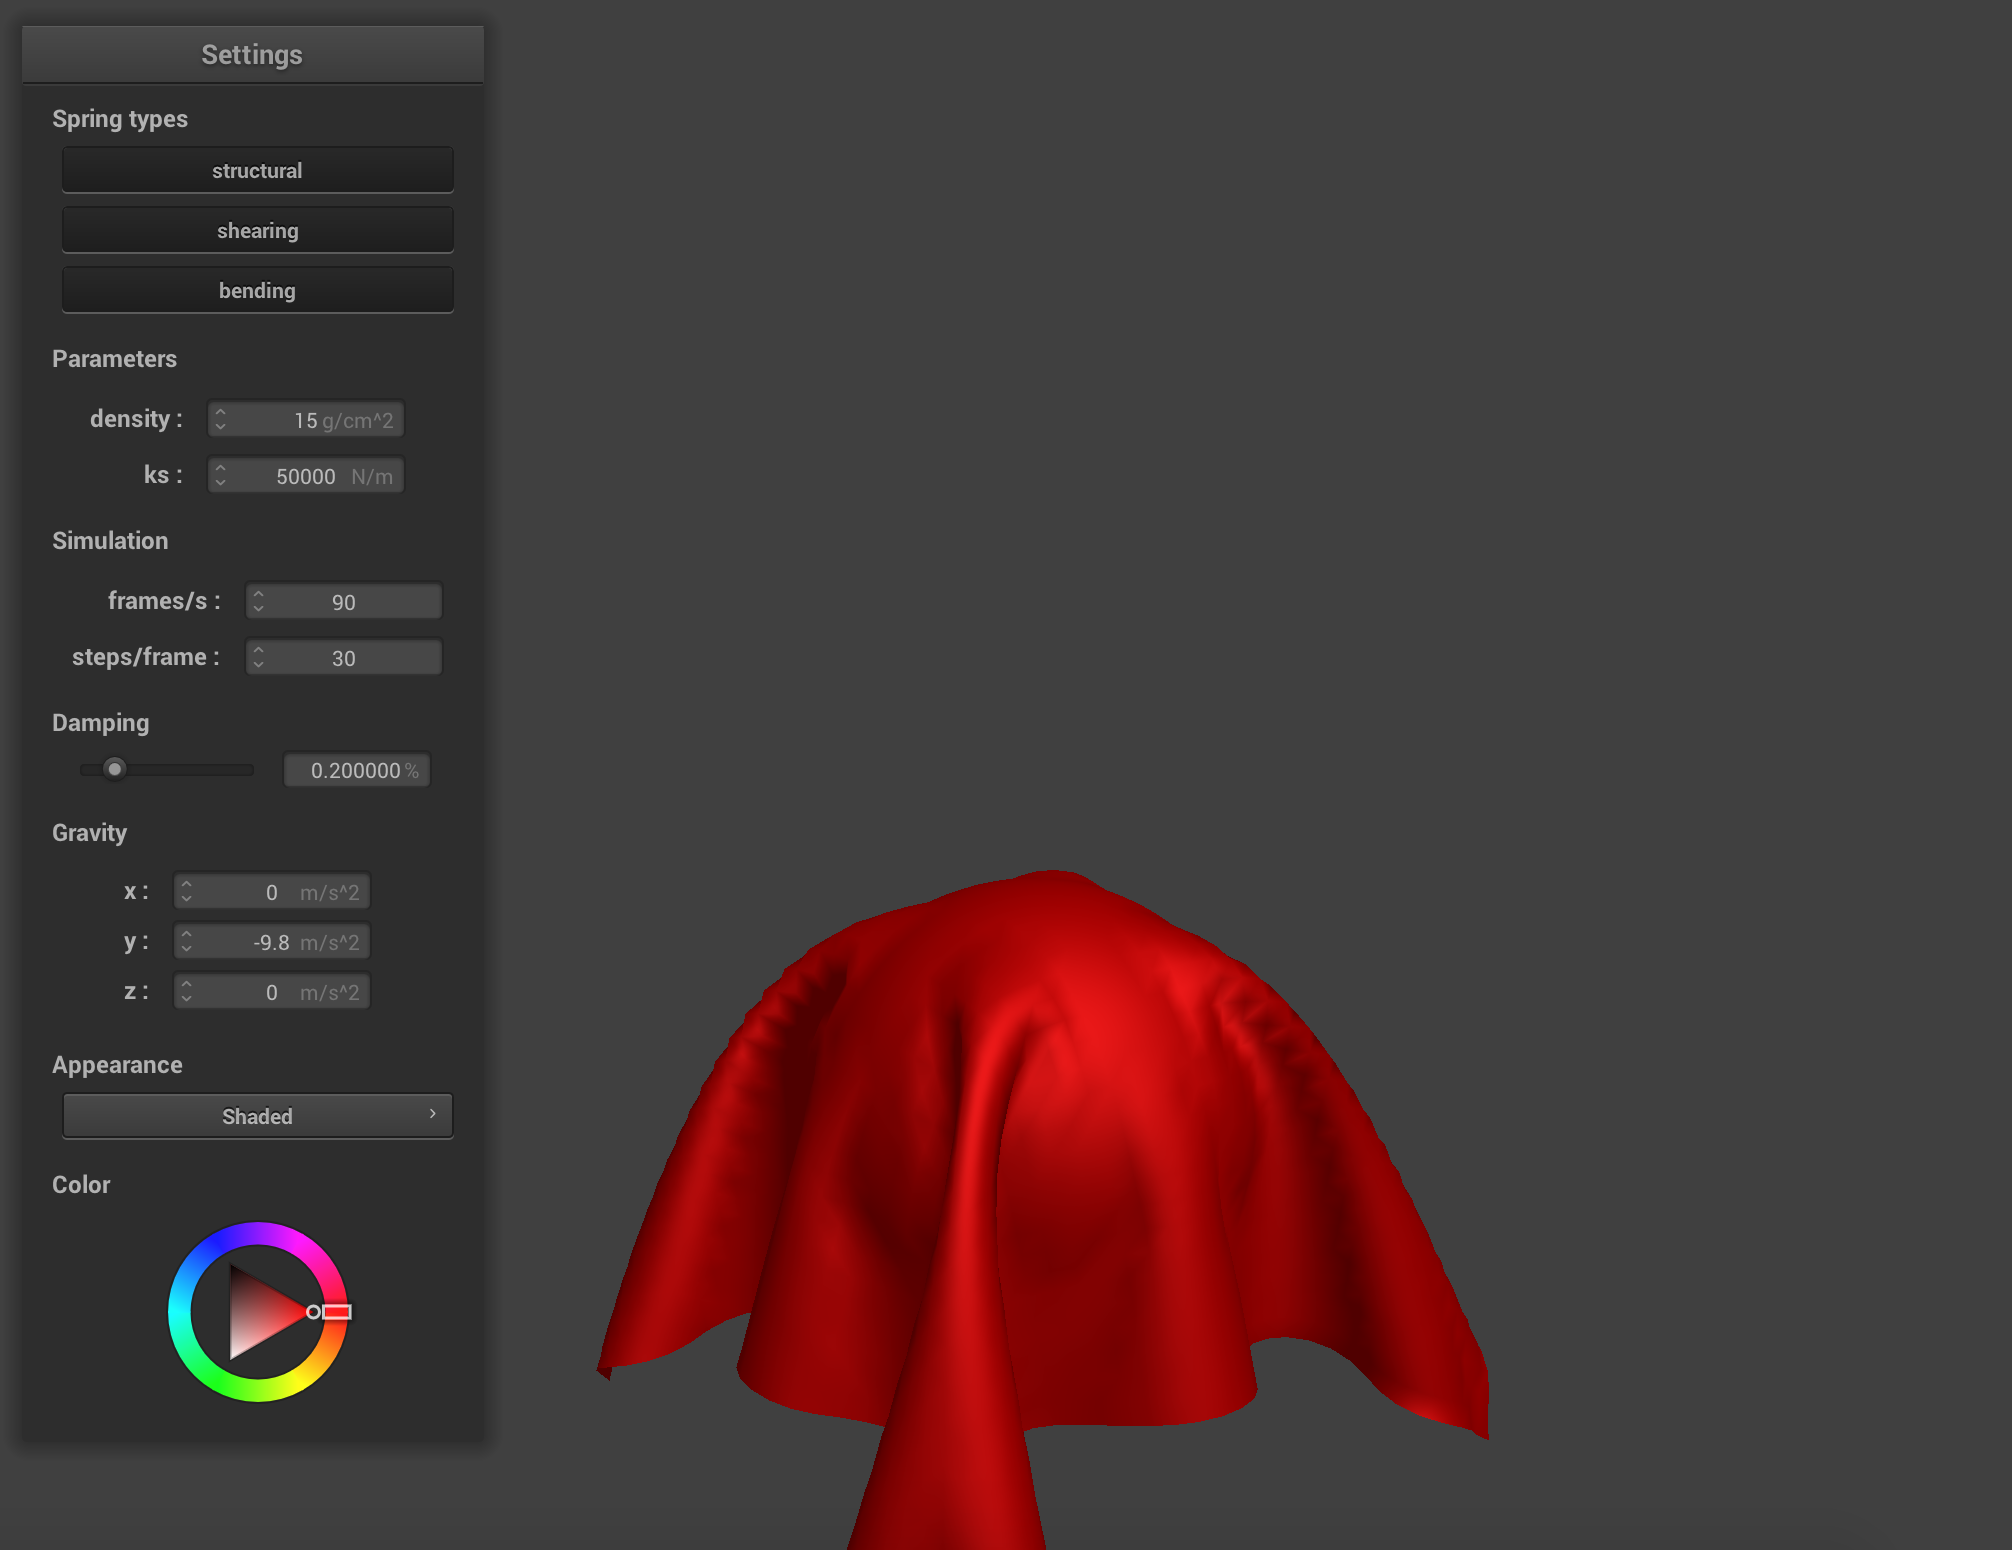 Settings
Spring types
structural
shearing
bending
Parameters
density : 15 g/cm^2
ks : 50000 N/m
Simulation
frames/s : 90
steps/frame : 30
Damping
0.200000 %
Gravity
x : 0 m/s^2
y : -9.8 m/s^2
z : 0 m/s^2
Appearance
Shaded
Color